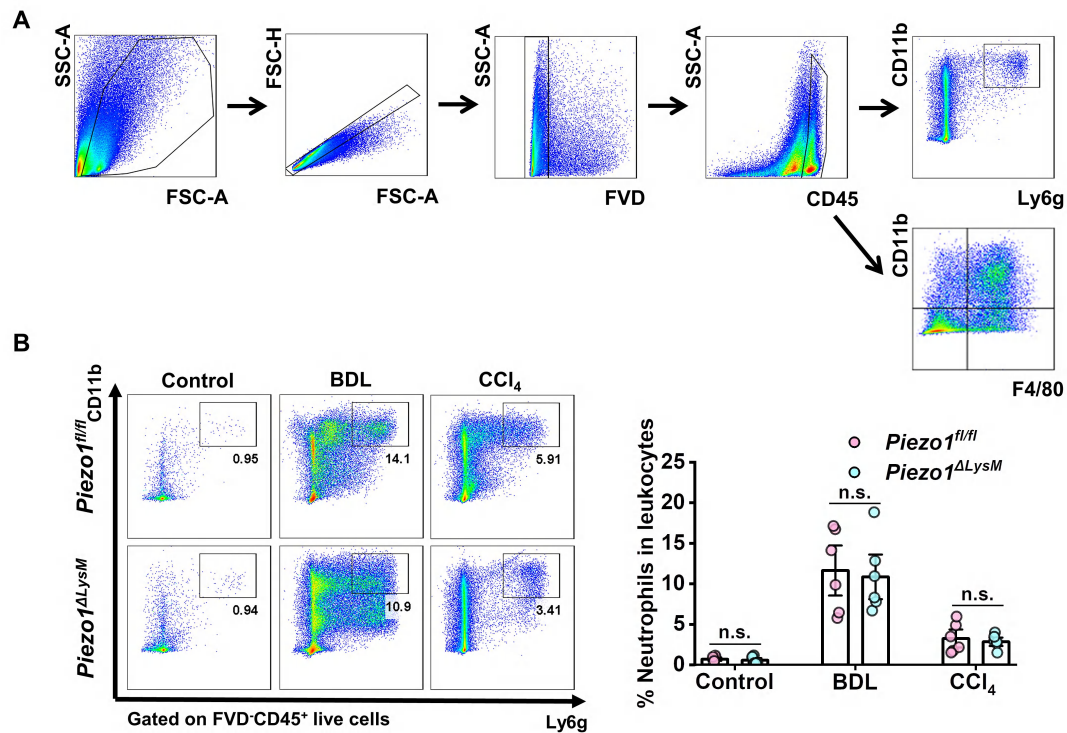 A
SSC-A
FSC-A
FSC-H
FSC-A
SSC-A
FVD
SSC-A
CD45
CD11b
Ly6g
CD11b
F4/80
B
CD11b
Control
BDL
CCl4
Piezo1fl/fl
0.95
14.1
5.91
Piezo1ΔLysM
0.94
10.9
3.41
Gated on FVD-CD45+ live cells
Ly6g
% Neutrophils in leukocytes
Piezo1fl/fl
Piezo1ΔLysM
25
20
15
10
5
0
n.s.
n.s.
n.s.
Control
BDL
CCl4